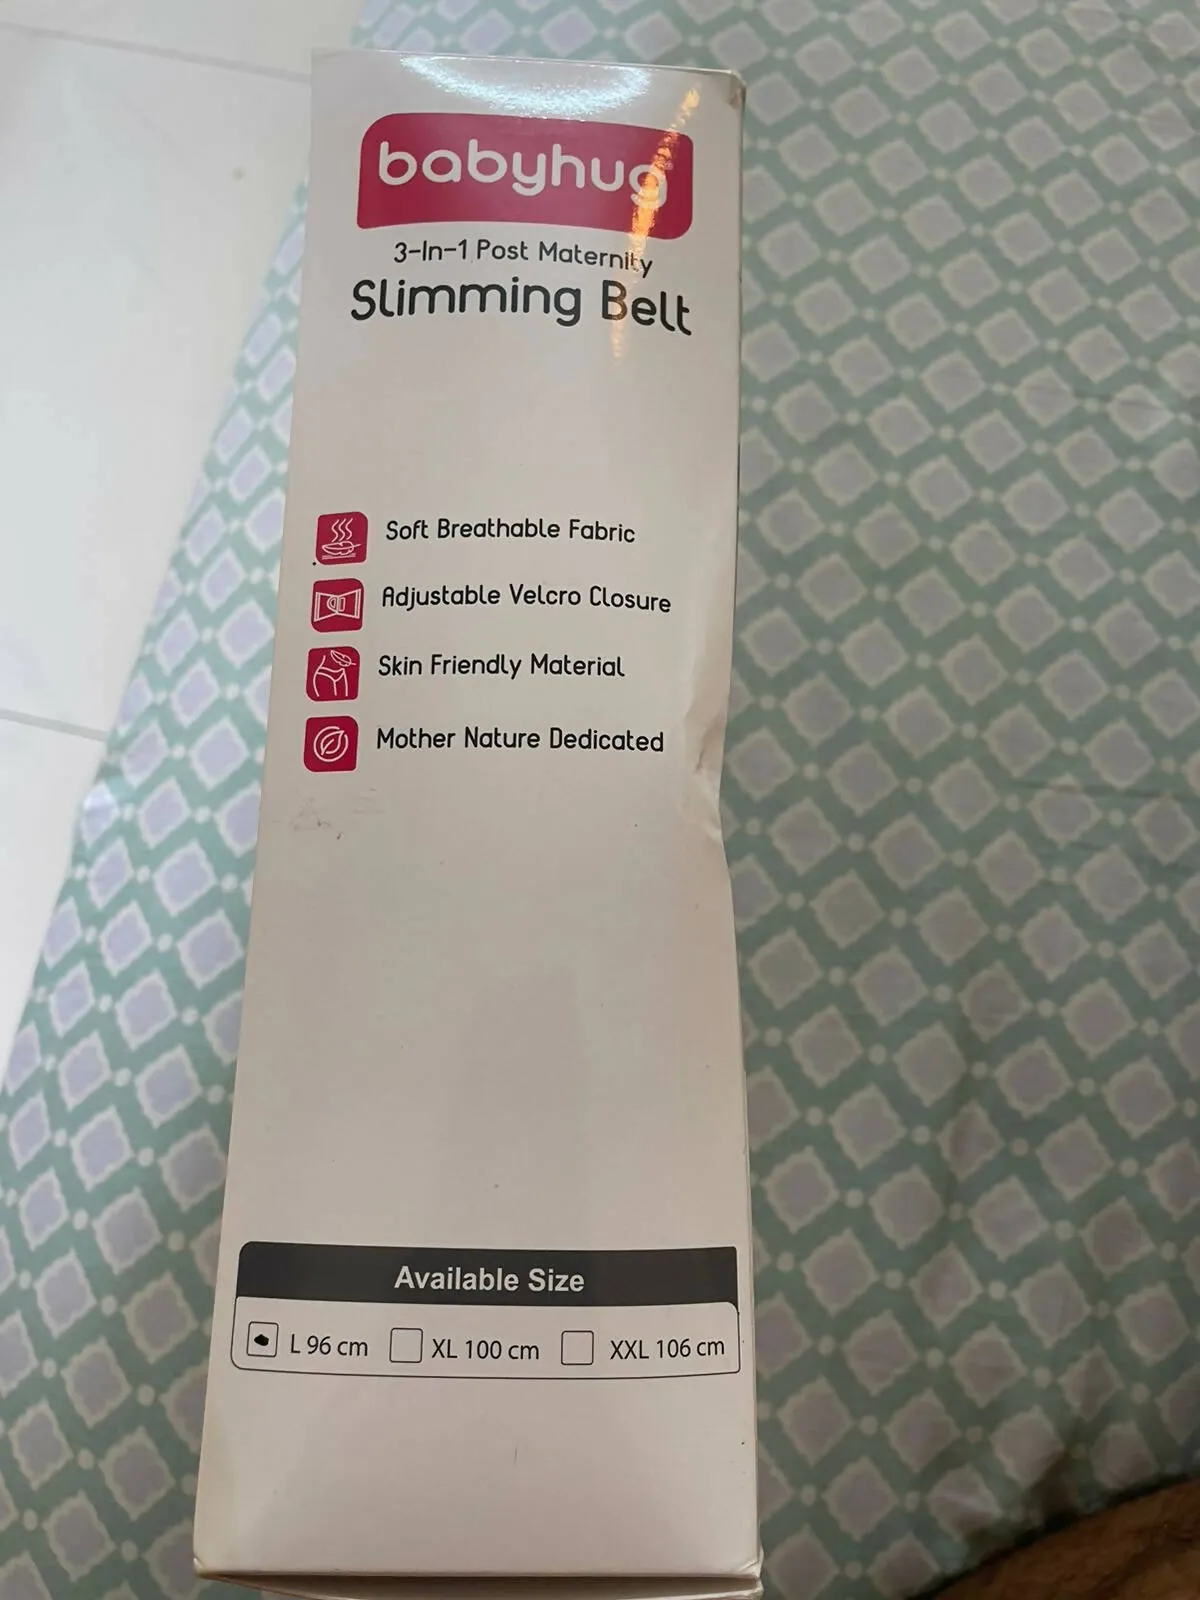 babyhug
3-In-1 Post Maternity
Slimming Belt
Soft Breathable Fabric
Adjustable Velcro Closure
Skin Friendly Material
Mother Nature Dedicated
Available Size
L 96 cm XL 100 cm XXL 106 cm